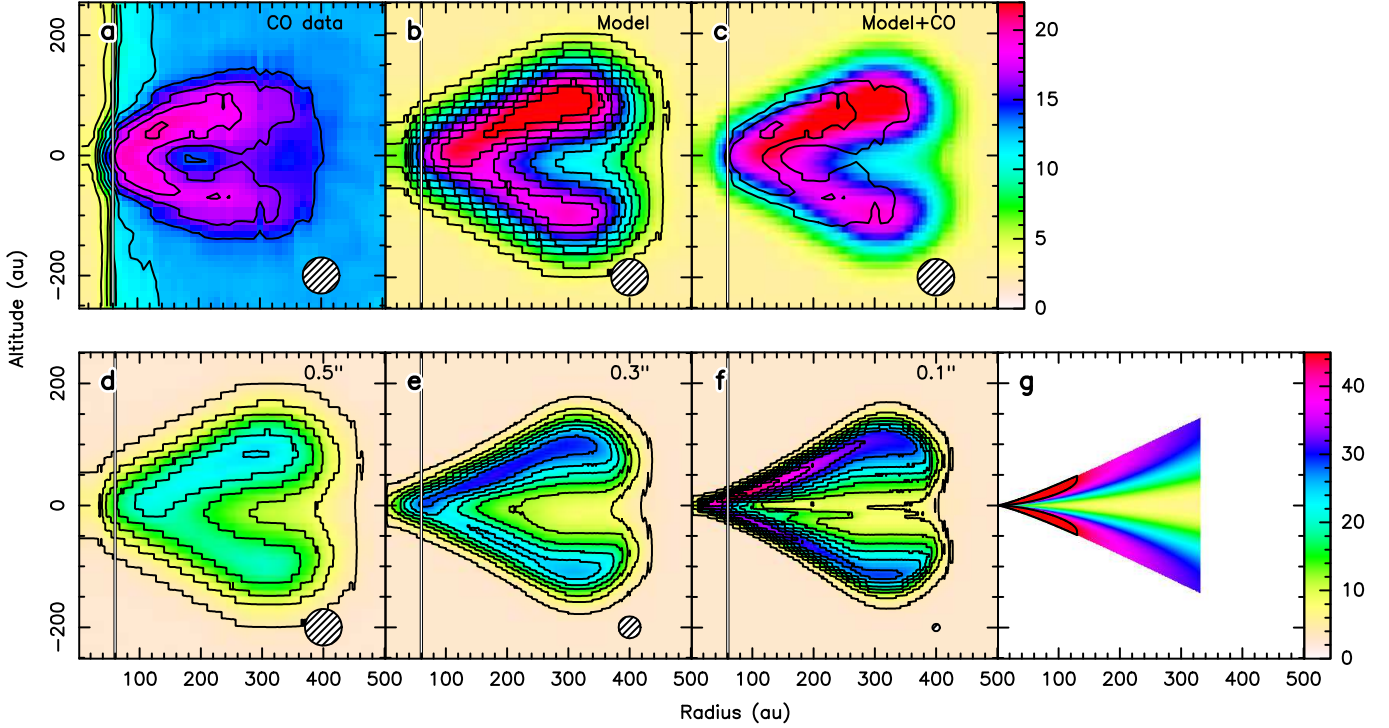 a CO data
b Model
c Model+CO
200
0
−200
20
15
10
5
0
Altitude (au)
d 0.5"
e 0.3"
f 0.1"
g
200
0
−200
40
30
20
10
0
100 200 300 400 500 100 200 300 400 500 100 200 300 400 500 100 200 300 400 500
Radius (au)